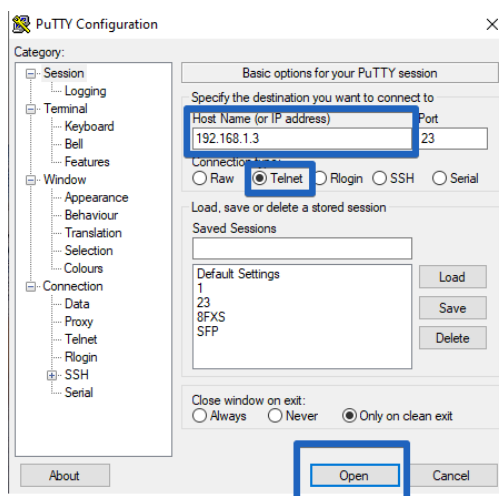 PuTTY Configuration
Category:
Session
Logging
Terminal
Keyboard
Bell
Features
Window
Appearance
Behaviour
Translation
Selection
Colours
Connection
Data
Proxy
Telnet
Rlogin
SSH
Serial
Basic options for your PuTTY session
Specify the destination you want to connect to
Host Name (or IP address) Port
192.168.1.3 23
Connection type:
Raw Telnet Rlogin SSH Serial
Load, save or delete a stored session
Saved Sessions
Default Settings
1
23
8FXS
SFP
Load
Save
Delete
Close window on exit:
Always Never Only on clean exit
About Open Cancel